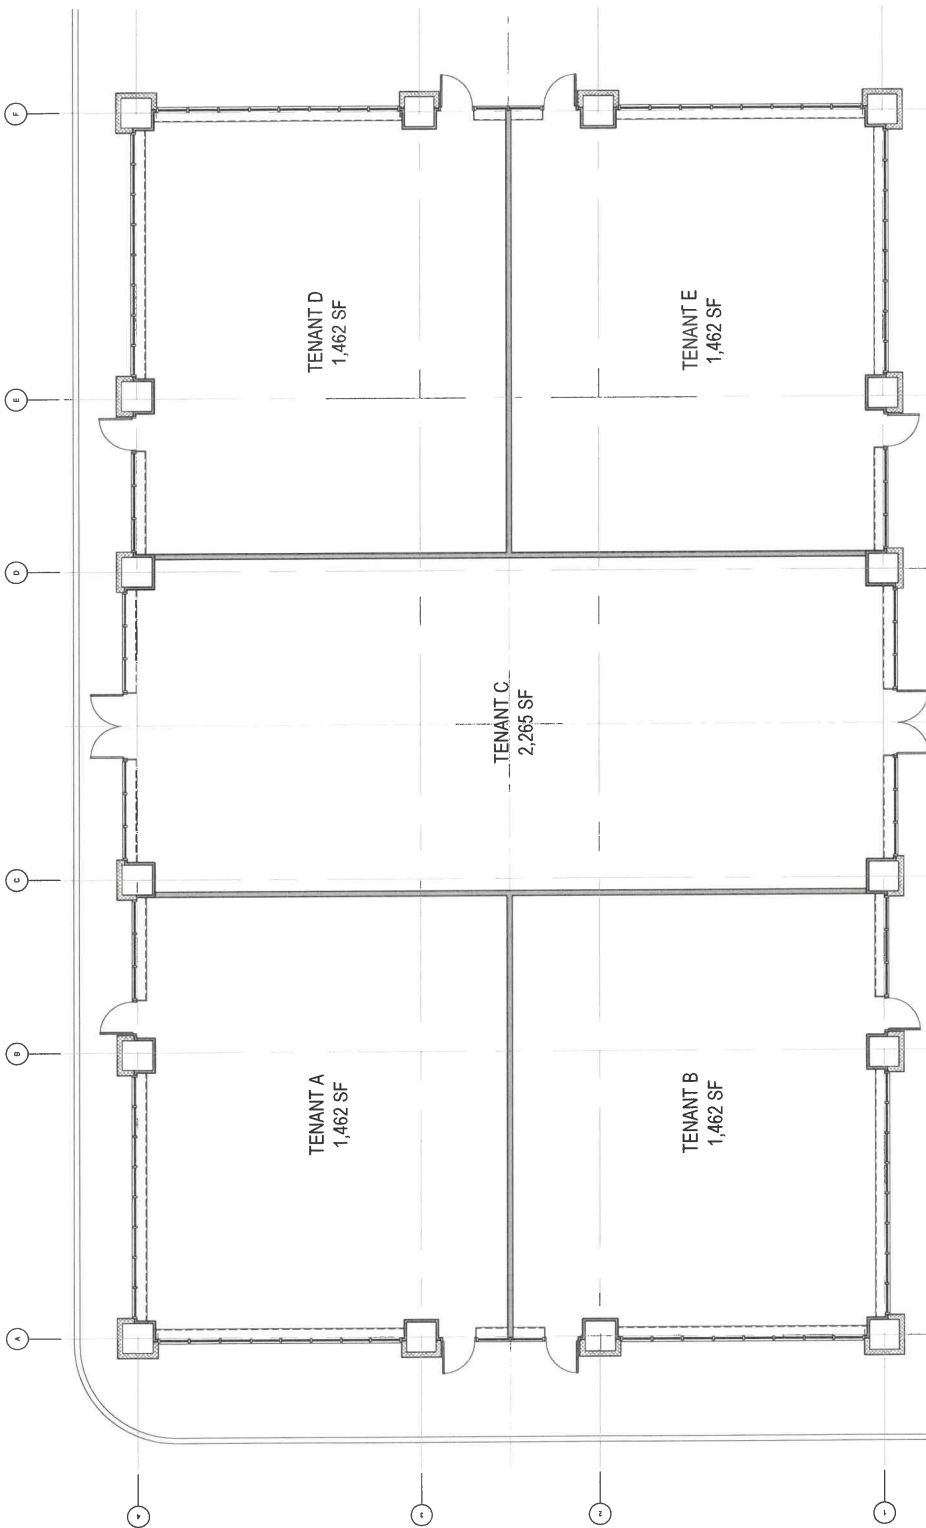 F
E
D
C
B
A
4
3
2
1
TENANT D
1,462 SF
TENANT E
1,462 SF
TENANT C
2,265 SF
TENANT A
1,462 SF
TENANT B
1,462 SF